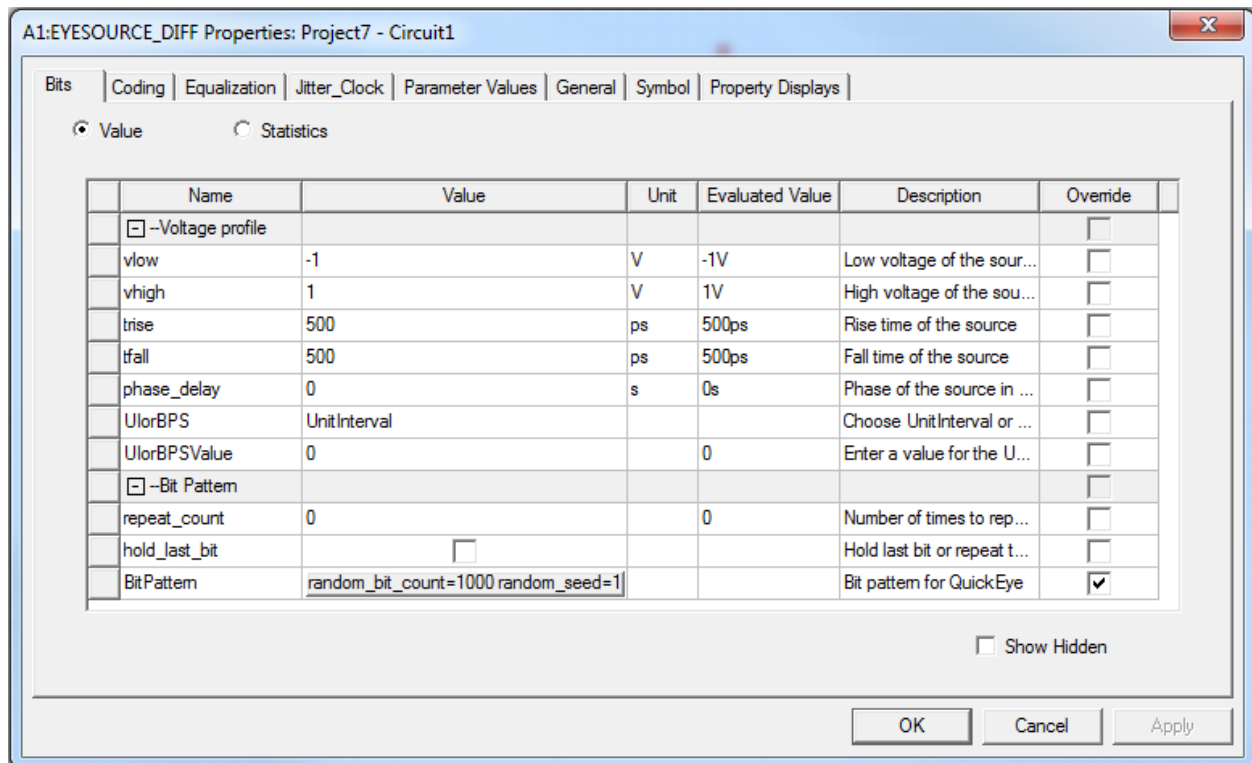 A1:EYESOURCE_DIFF Properties: Project7 - Circuit1
Bits Coding Equalization Jitter_Clock Parameter Values General Symbol Property Displays
Value Statistics
Name Value Unit Evaluated Value Description Override
--Voltage profile
vlow -1 V -1V Low voltage of the sour...
vhigh 1 V 1V High voltage of the sou...
trise 500 ps 500ps Rise time of the source
tfall 500 ps 500ps Fall time of the source
phase_delay 0 s 0s Phase of the source in ...
UIorBPS UnitInterval Choose UnitInterval or ...
UIorBPSValue 0 0 Enter a value for the U...
--Bit Pattern
repeat_count 0 0 Number of times to rep...
hold_last_bit Hold last bit or repeat t...
BitPattern random_bit_count=1000 random_seed=1 Bit pattern for QuickEye
Show Hidden
OK Cancel Apply